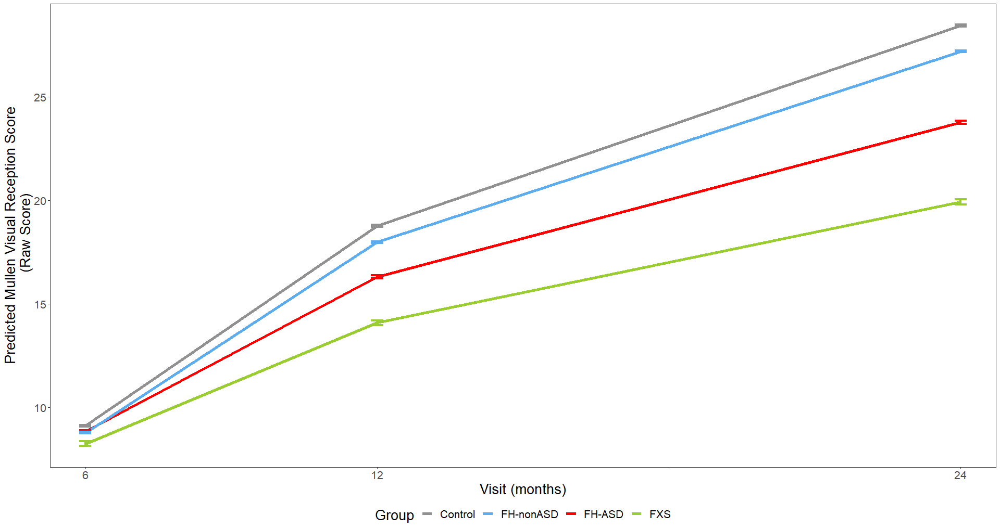 Predicted Mullen Visual Reception Score
(Raw Score)
25
20
15
10
6 12 24
Visit (months)
Group Control FH-nonASD FH-ASD FXS